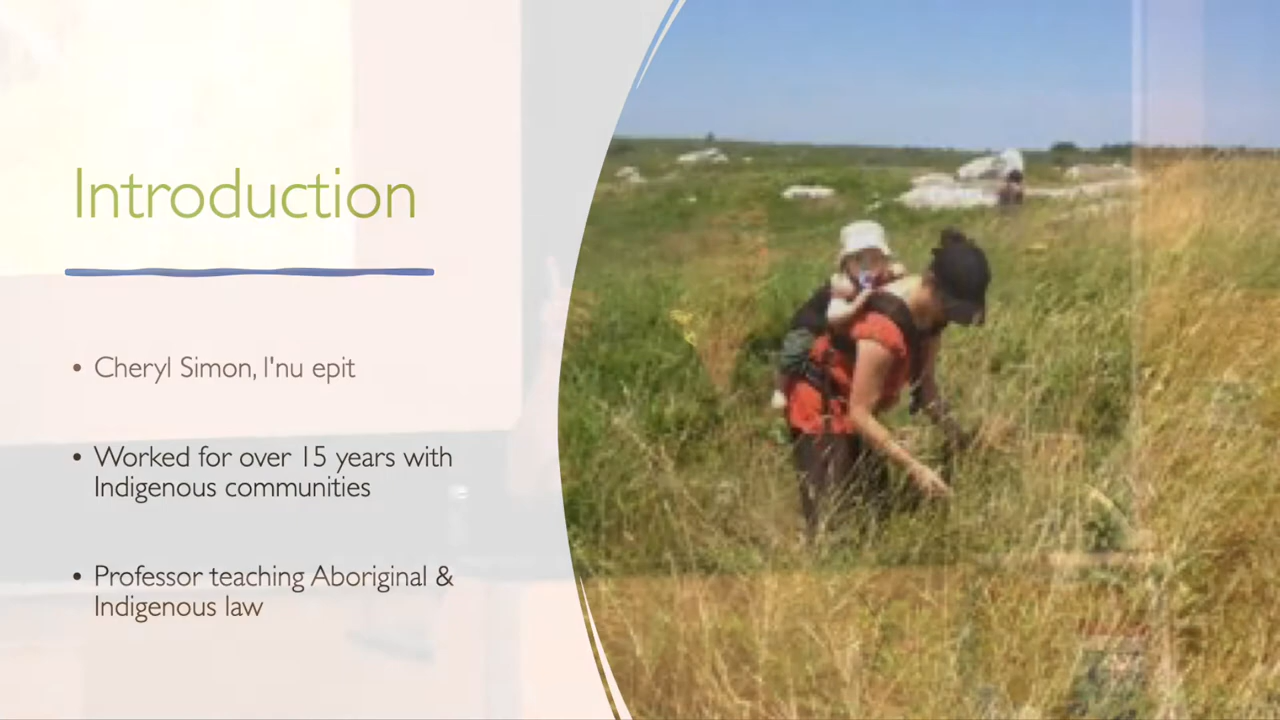 Introduction
• Cheryl Simon, l'nu epit
• Worked for over 15 years with
Indigenous communities
• Professor teaching Aboriginal &
Indigenous law